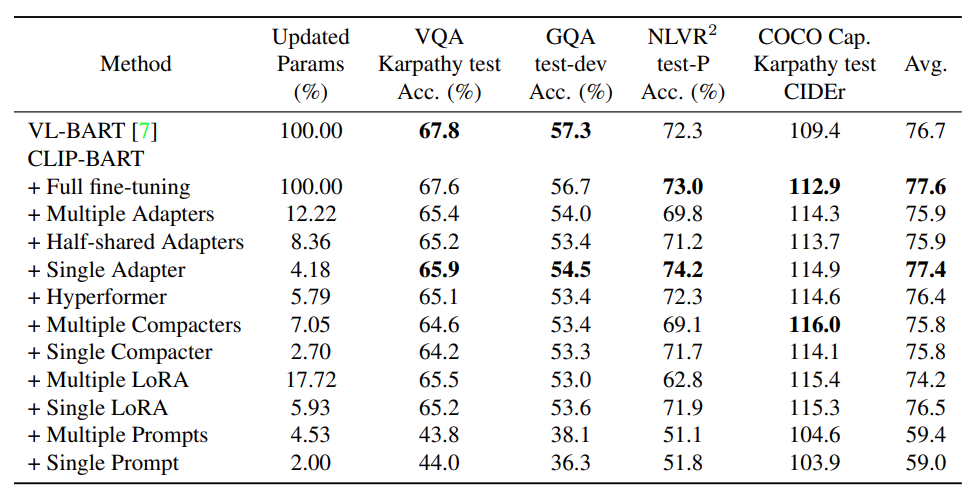 Method Updated Params (%) VQA Karpathy test Acc. (%) GQA test-dev Acc. (%) NLVR² test-P Acc. (%) COCO Cap. Karpathy test CIDEr Avg.
VL-BART [7] 100.00 67.8 57.3 72.3 109.4 76.7
CLIP-BART
+ Full fine-tuning 100.00 67.6 56.7 73.0 112.9 77.6
+ Multiple Adapters 12.22 65.4 54.0 69.8 114.3 75.9
+ Half-shared Adapters 8.36 65.2 53.4 71.2 113.7 75.9
+ Single Adapter 4.18 65.9 54.5 74.2 114.9 77.4
+ Hyperformer 5.79 65.1 53.4 72.3 114.6 76.4
+ Multiple Compacters 7.05 64.6 53.4 69.1 116.0 75.8
+ Single Compacter 2.70 64.2 53.3 71.7 114.1 75.8
+ Multiple LoRA 17.72 65.5 53.0 62.8 115.4 74.2
+ Single LoRA 5.93 65.2 53.6 71.9 115.3 76.5
+ Multiple Prompts 4.53 43.8 38.1 51.1 104.6 59.4
+ Single Prompt 2.00 44.0 36.3 51.8 103.9 59.0